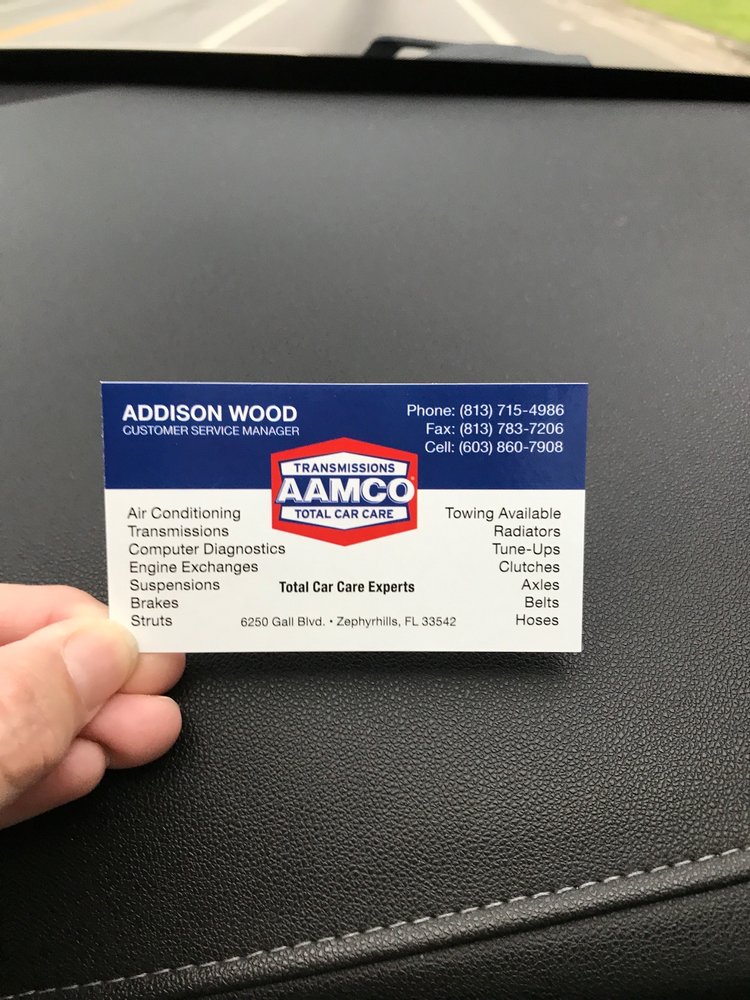 ADDISON WOOD
CUSTOMER SERVICE MANAGER
Phone: (813) 715-4986
Fax: (813) 783-7206
Cell: (603) 860-7908
TRANSMISSIONS
AAMCO®
TOTAL CAR CARE
Air Conditioning
Transmissions
Computer Diagnostics
Engine Exchanges
Suspensions
Brakes
Struts
Total Car Care Experts
6250 Gall Blvd. • Zephyrhills, FL 33542
Towing Available
Radiators
Tune-Ups
Clutches
Axles
Belts
Hoses